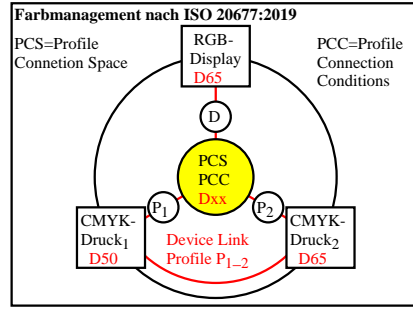 Farbmanagement nach ISO 20677:2019
PCS=Profile
Connetion Space
RGB-
Display
D65
PCC=Profile
Connection
Conditions
D
PCS
PCC
Dxx
P₁
P₂
CMYK-
Druck₁
D50
Device Link
Profile P₁₋₂
CMYK-
Druck₂
D65